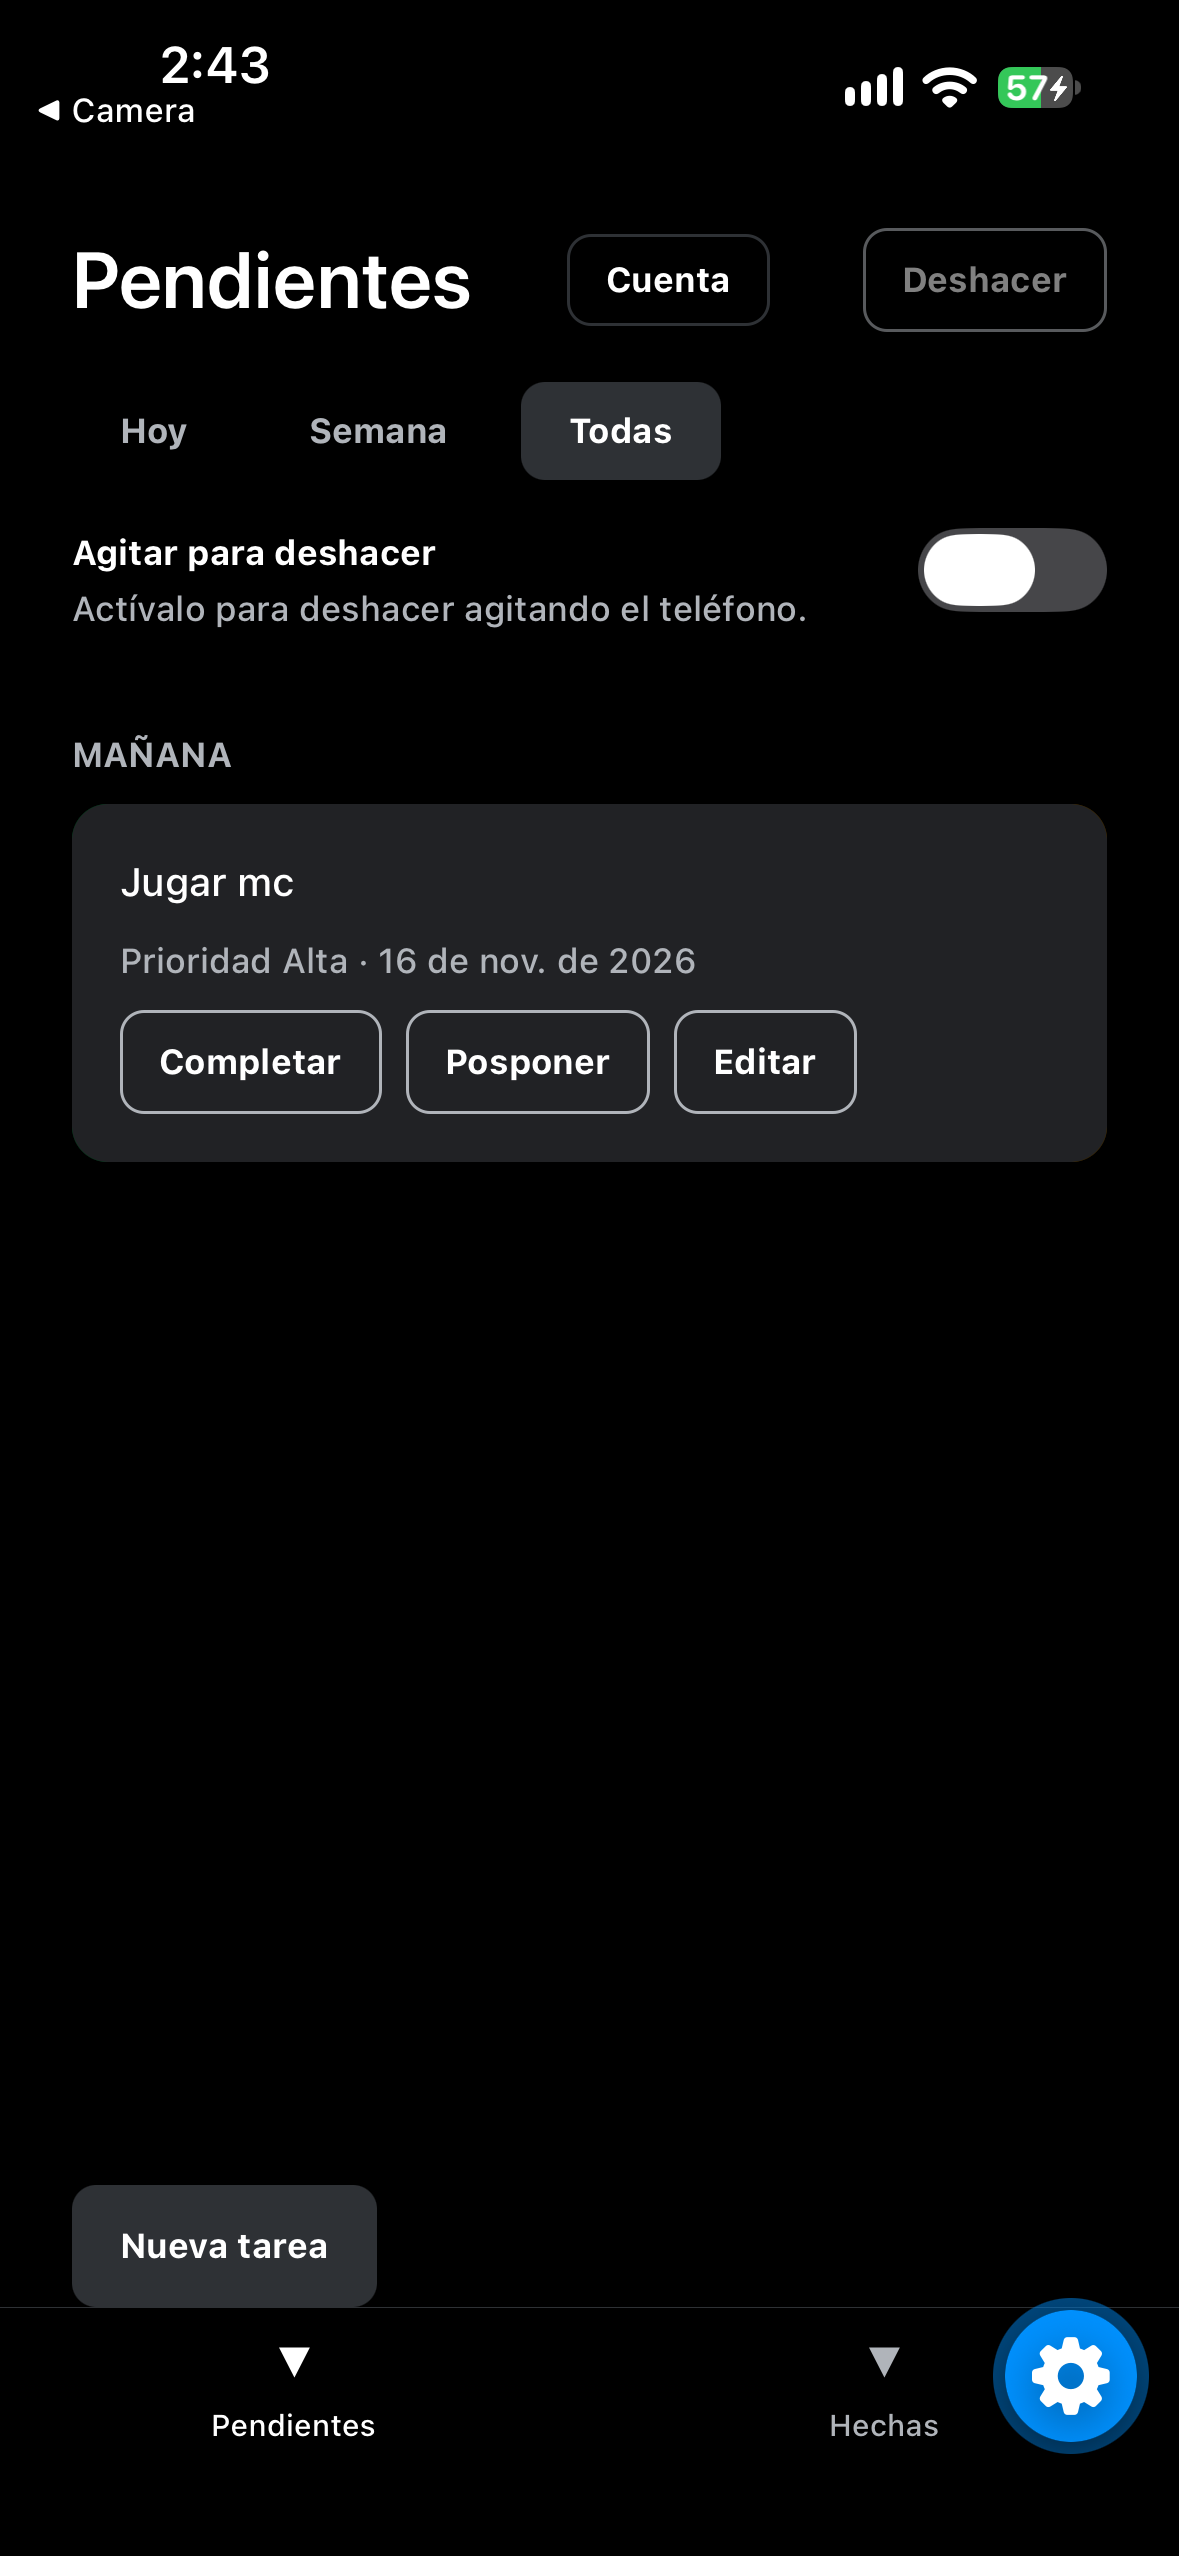 2:43
Camera
57
Pendientes
Cuenta
Deshacer
Hoy
Semana
Todas
Agitar para deshacer
Actívalo para deshacer agitando el teléfono.
MAÑANA
Jugar mc
Prioridad Alta · 16 de nov. de 2026
Completar
Posponer
Editar
Nueva tarea
Pendientes
Hechas